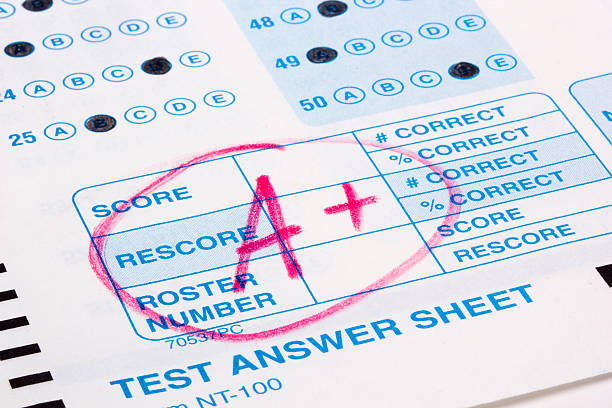 A
B C D E
24 A B C E
25 A C D E
48 A C
49 B C D E
50 A B C E
SCORE
RESCORE
ROSTER
NUMBER
A+
# CORRECT
% CORRECT
# CORRECT
% CORRECT
SCORE
RESCORE
70537PC
TEST ANSWER SHEET
NT-100